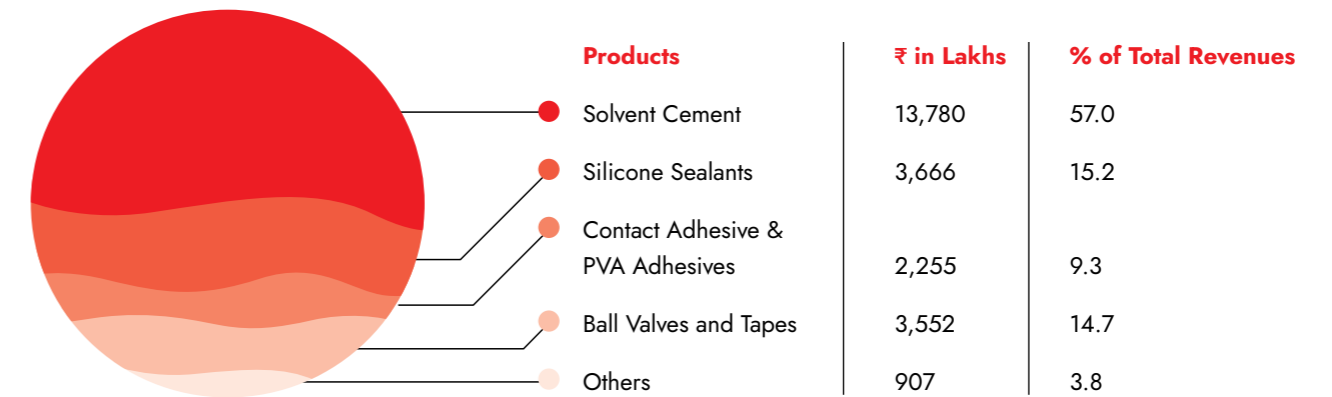 Products ₹ in Lakhs % of Total Revenues
Solvent Cement 13,780 57.0
Silicone Sealants 3,666 15.2
Contact Adhesive &
PVA Adhesives 2,255 9.3
Ball Valves and Tapes 3,552 14.7
Others 907 3.8